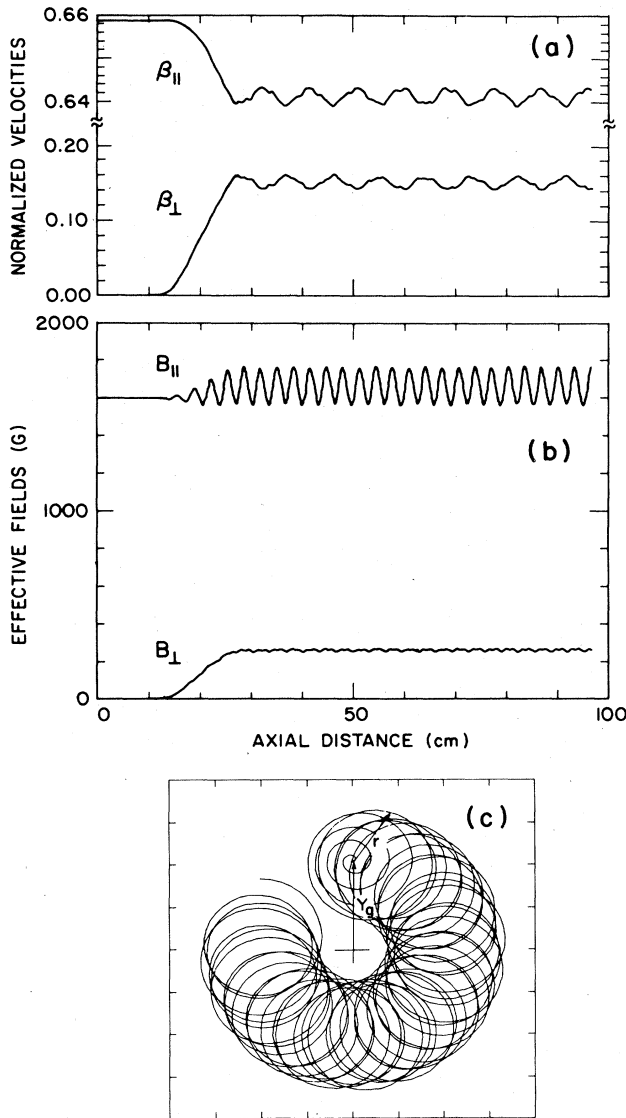 0.66
(a)
β||
0.64
NORMALIZED VELOCITIES
0.20
β⊥
0.10
0.00
2000
B||
(b)
1000
EFFECTIVE FIELDS (G)
B⊥
0
0 50 100
AXIAL DISTANCE (cm)
(c)
r
Yg